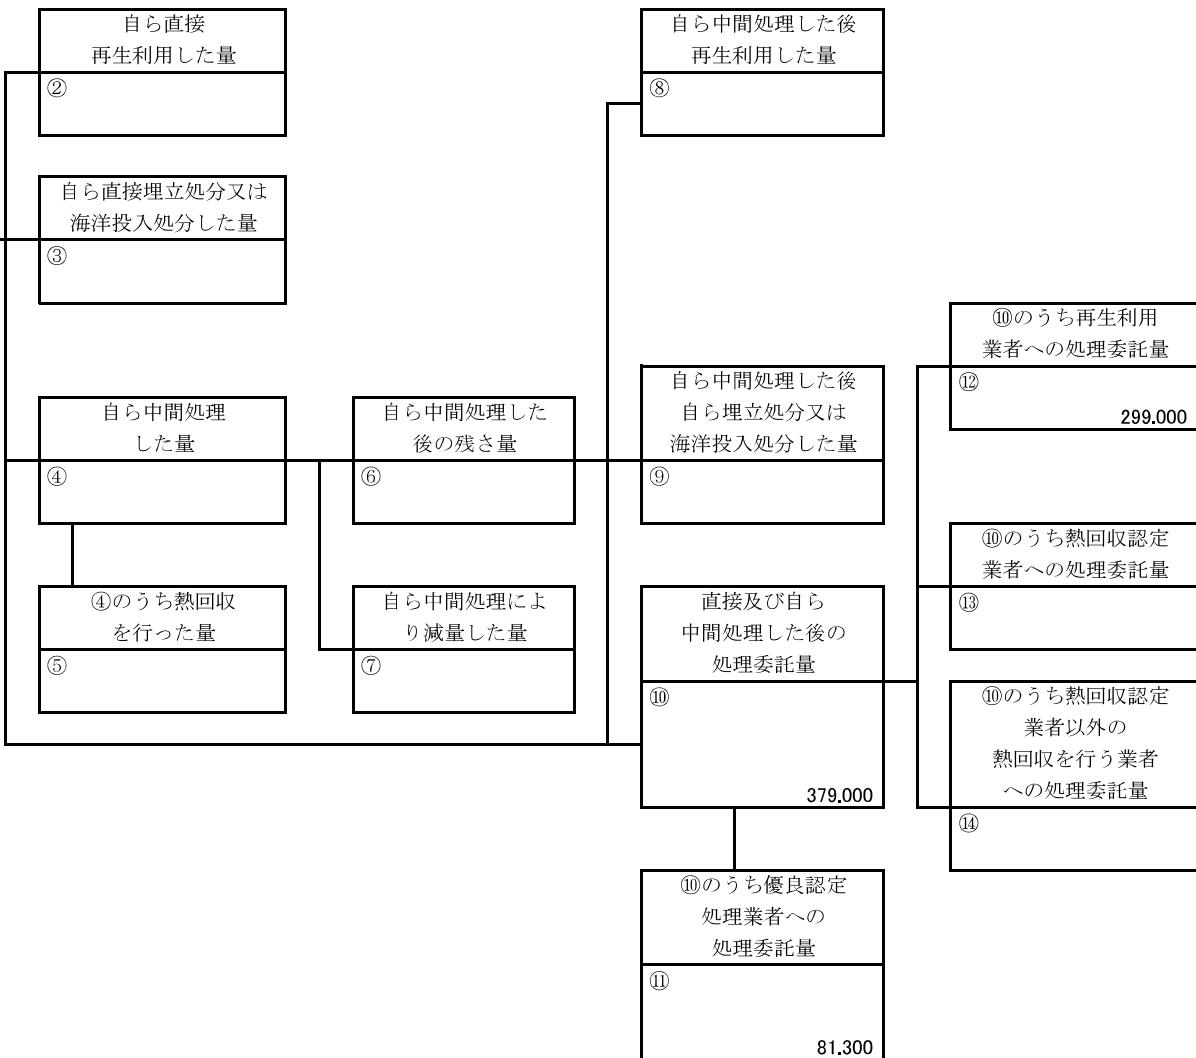 自ら直接
再生利用した量
②
自ら中間処理した後
再生利用した量
⑧
自ら直接埋立処分又は
海洋投入処分した量
③
⑩のうち再生利用
業者への処理委託量
⑫
299.000
自ら中間処理
した量
④
自ら中間処理した
後の残さ量
⑥
自ら中間処理した後
自ら埋立処分又は
海洋投入処分した量
⑨
⑩のうち熱回収認定
業者への処理委託量
⑬
④のうち熱回収
を行った量
⑤
自ら中間処理によ
り減量した量
⑦
直接及び自ら
中間処理した後の
処理委託量
⑩
379.000
⑩のうち熱回収認定
業者以外の
熱回収を行う業者
への処理委託量
⑭
⑩のうち優良認定
処理業者への
処理委託量
⑪
81.300